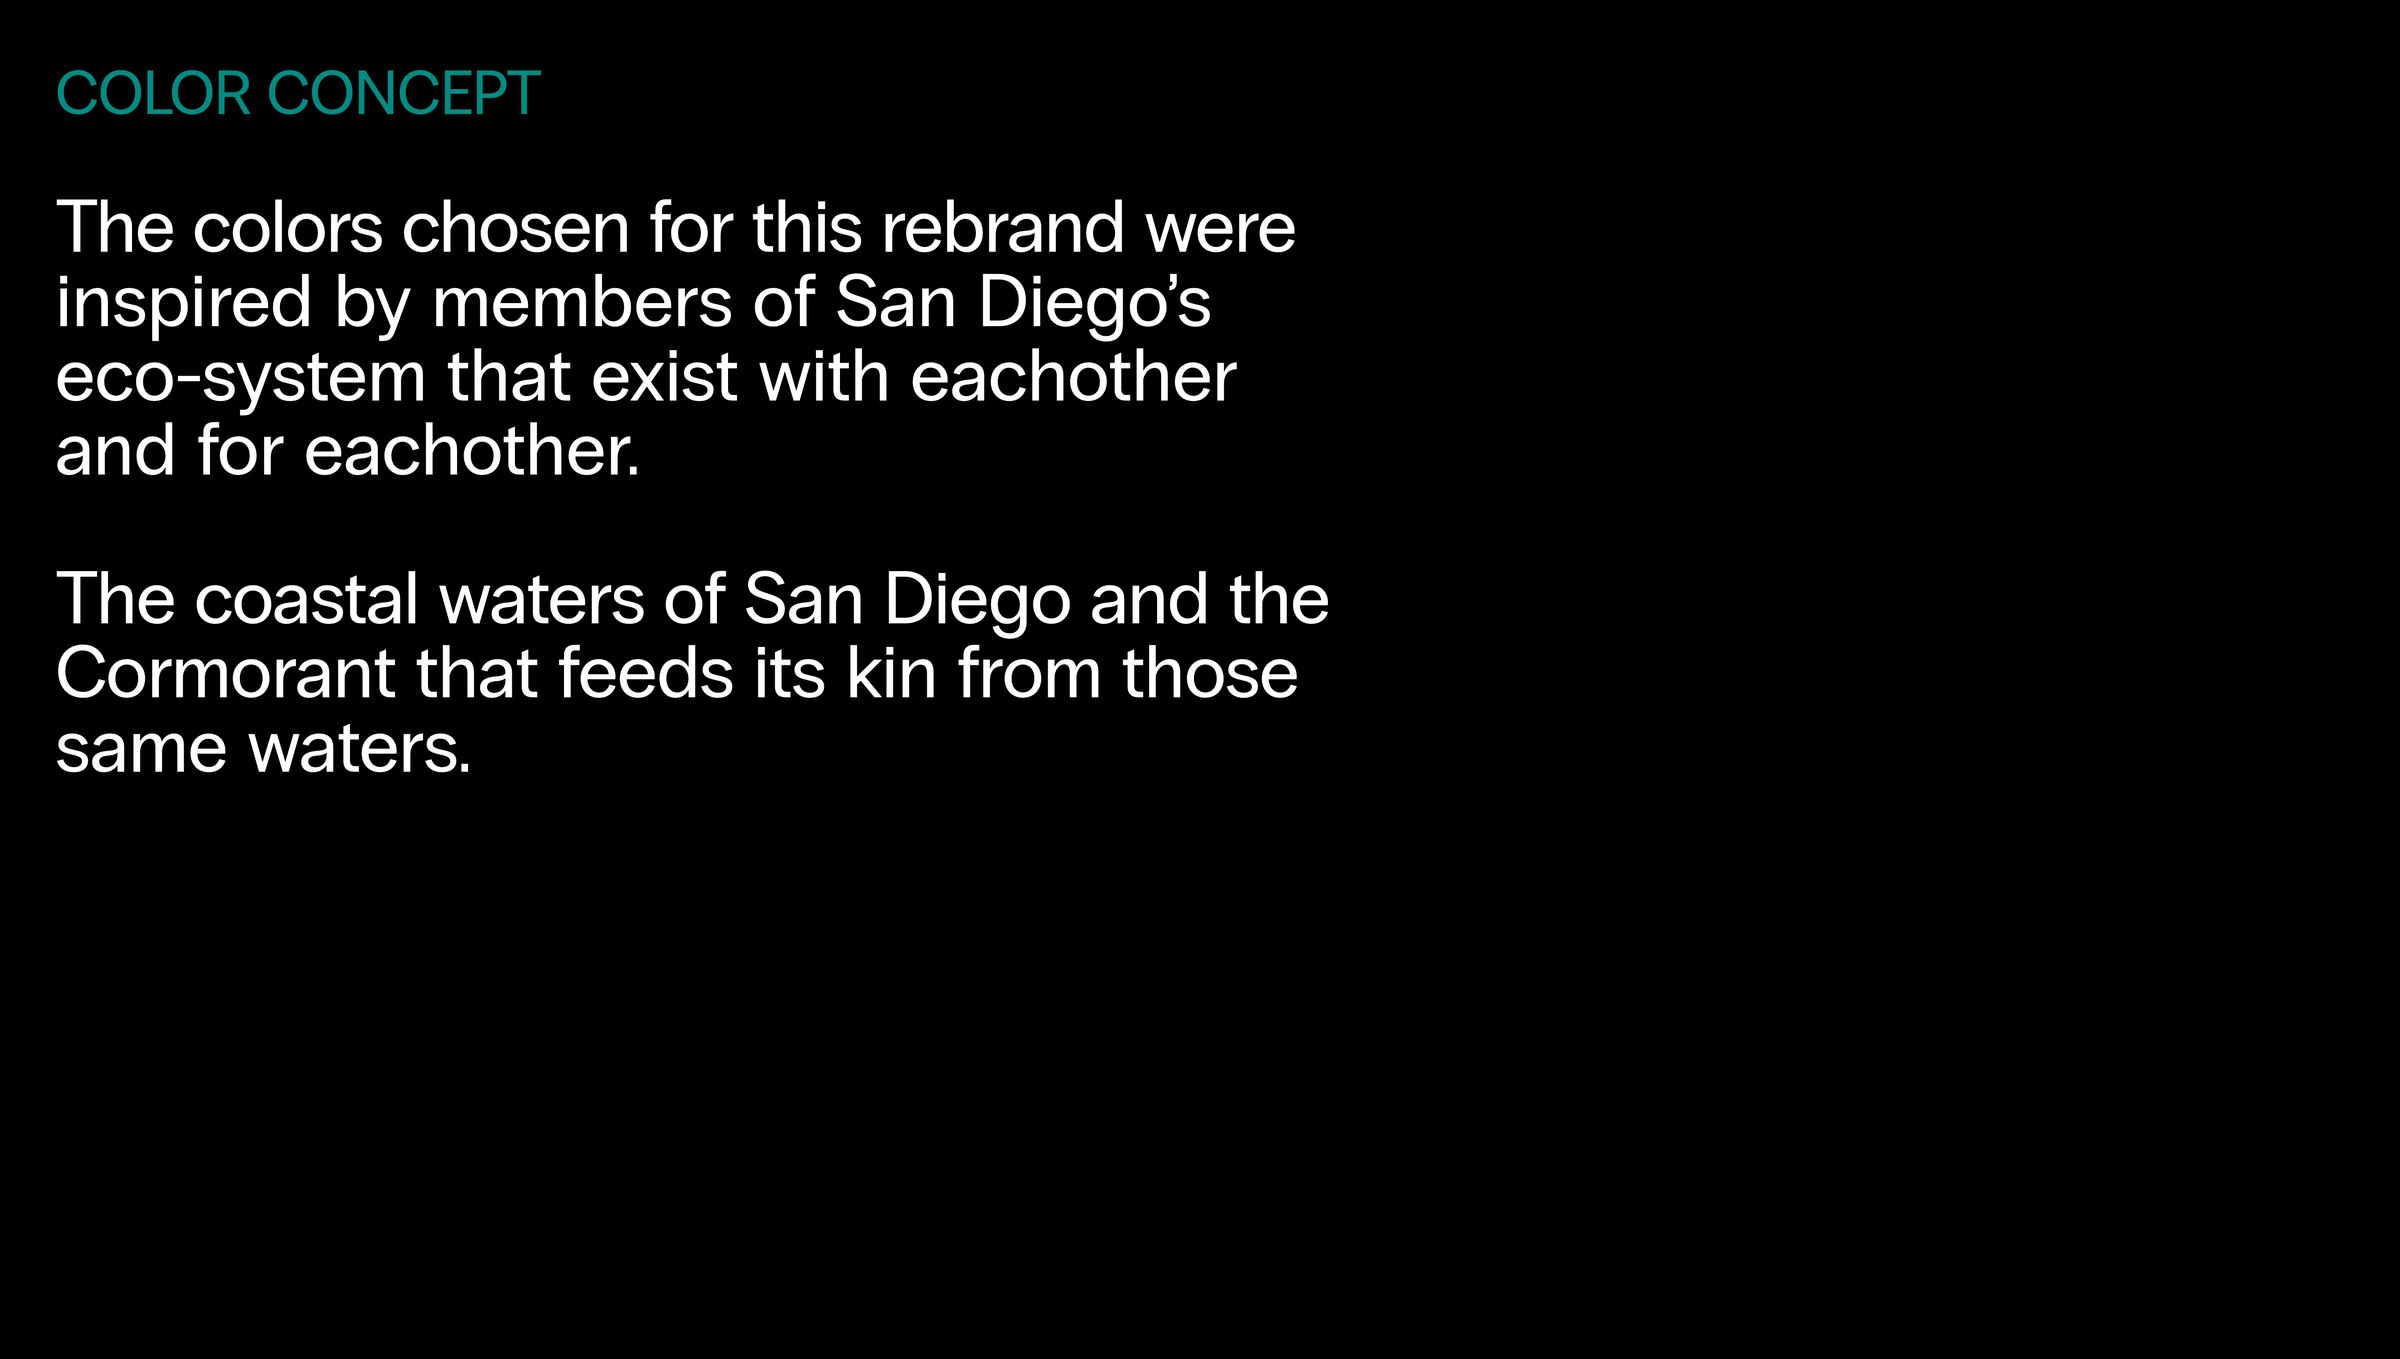 COLOR CONCEPT
The colors chosen for this rebrand were
inspired by members of San Diego’s
eco-system that exist with eachother
and for eachother.
The coastal waters of San Diego and the
Cormorant that feeds its kin from those
same waters.